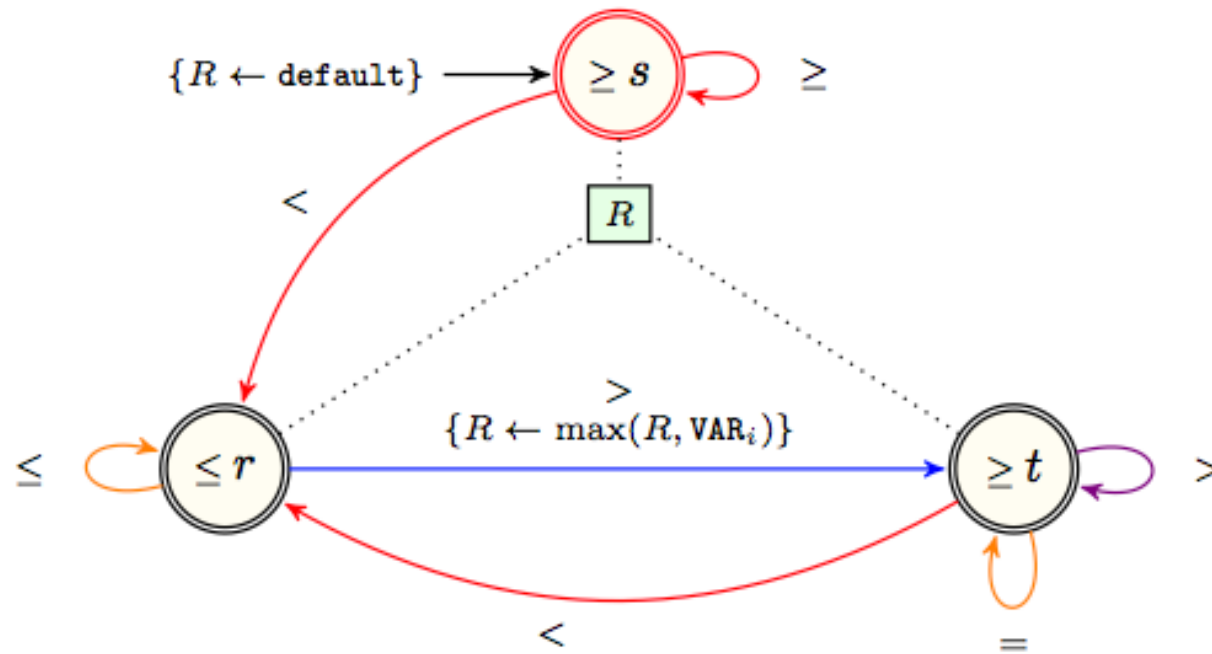 {R ← default}
≥ s
≥
<
R
>
{R ← max(R, VAR_i)}
≤
≤ r
≥ t
>
<
=